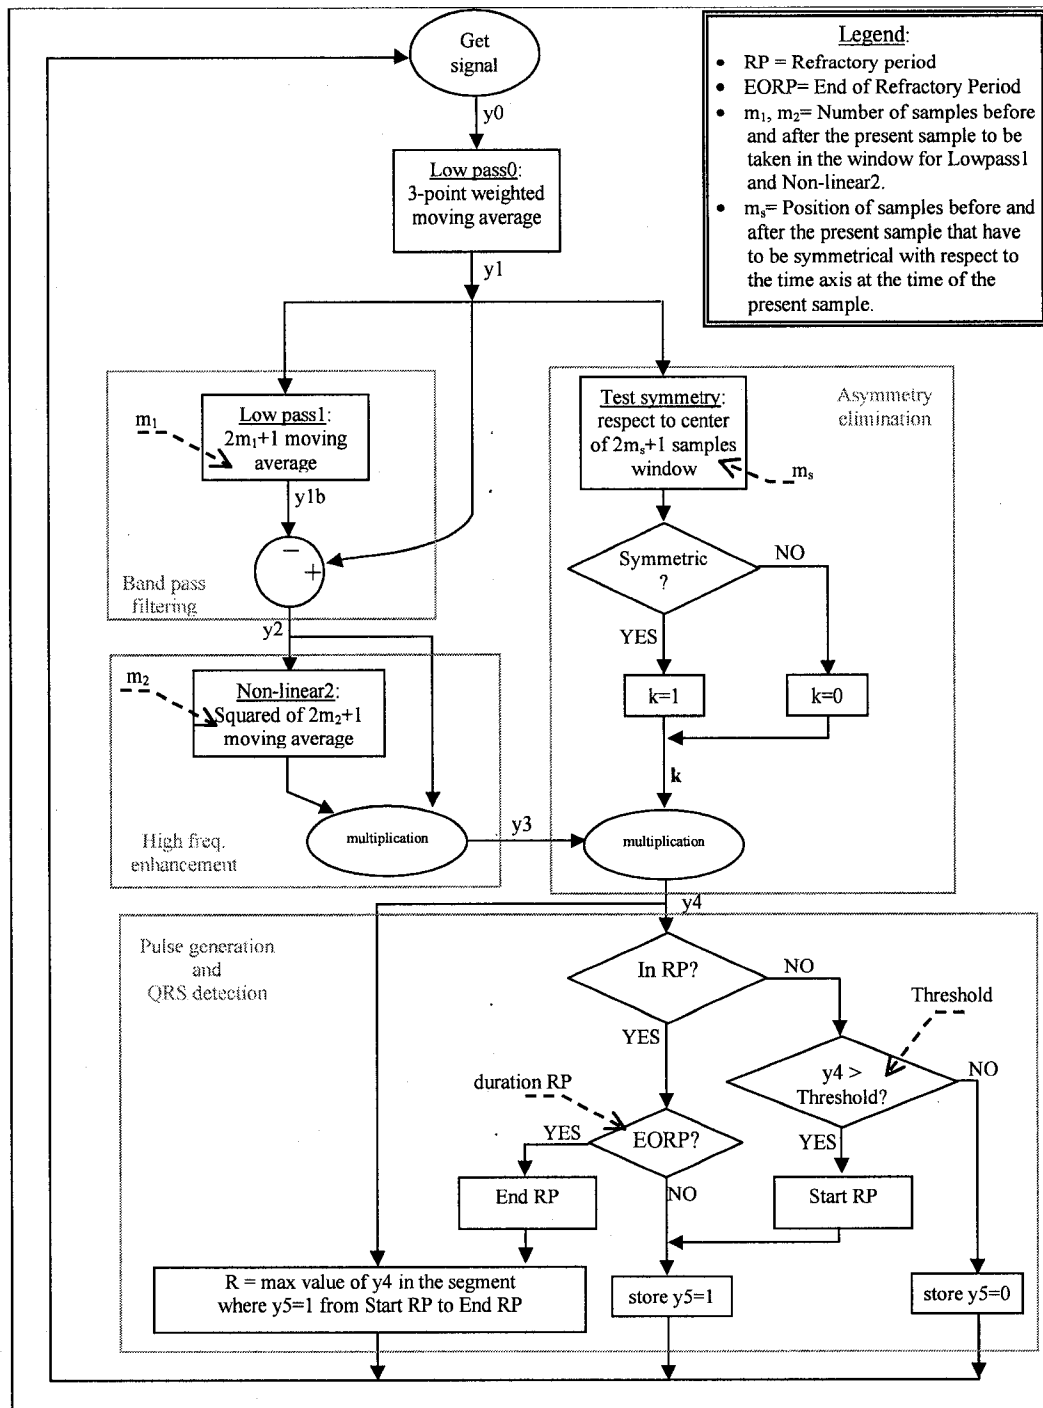 Get
signal
Legend:
• RP = Refractory period
• EORP= End of Refractory Period
• m₁, m₂= Number of samples before
and after the present sample to be
taken in the window for Lowpass1
and Non-linear2.
• mₛ= Position of samples before and
after the present sample that have
to be symmetrical with respect to
the time axis at the time of the
present sample.
y0
Low pass0:
3-point weighted
moving average
y1
m₁
Low pass1:
2m₁+1 moving
average
y1b
−
+
Band pass
filtering
Test symmetry:
respect to center
of 2mₛ+1 samples
window
Asymmetry
elimination
mₛ
Symmetric
?
NO
YES
k=1
k=0
k
y2
m₂
Non-linear2:
Squared of 2m₂+1
moving average
High freq.
enhancement
multiplication
y3
multiplication
y4
Pulse generation
and
QRS detection
In RP?
NO
YES
Threshold
y4 >
Threshold?
NO
YES
duration RP
EORP?
YES
NO
End RP
Start RP
R = max value of y4 in the segment
where y5=1 from Start RP to End RP
store y5=1
store y5=0